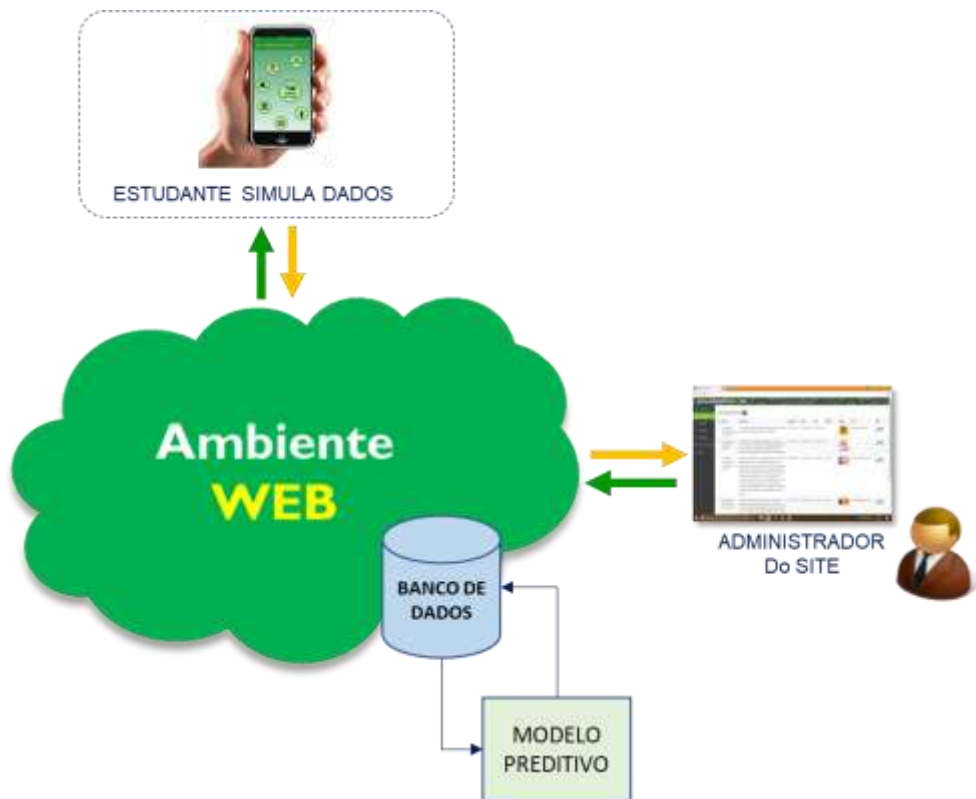 ESTUDANTE SIMULA DADOS
Ambiente
WEB
BANCO DE
DADOS
ADMINISTRADOR
Do SITE
MODELO
PREDITIVO